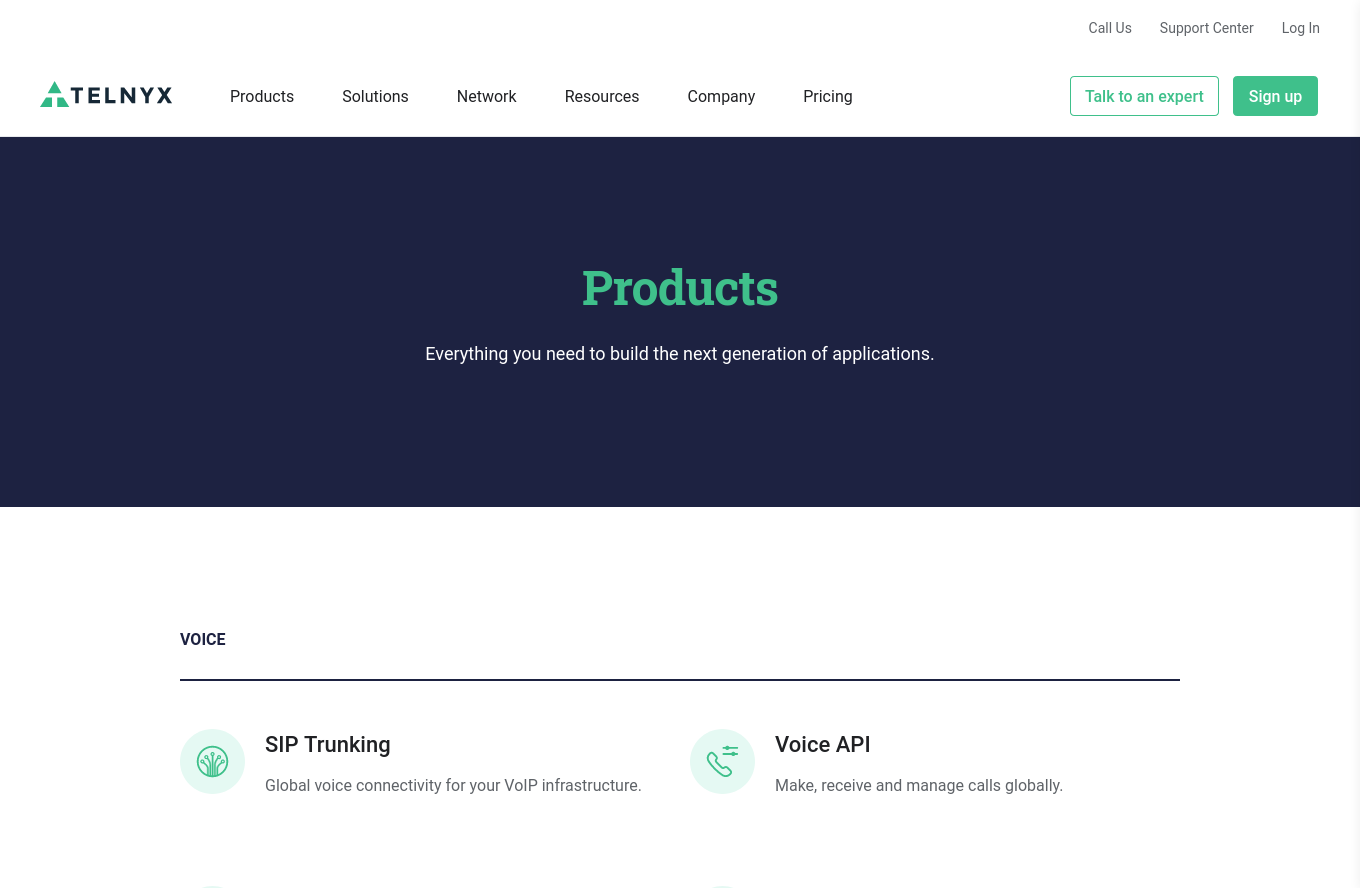 Call Us Support Center Log In
TELNYX Products Solutions Network Resources Company Pricing Talk to an expert Sign up
Products
Everything you need to build the next generation of applications.
VOICE
SIP Trunking
Global voice connectivity for your VoIP infrastructure.
Voice API
Make, receive and manage calls globally.